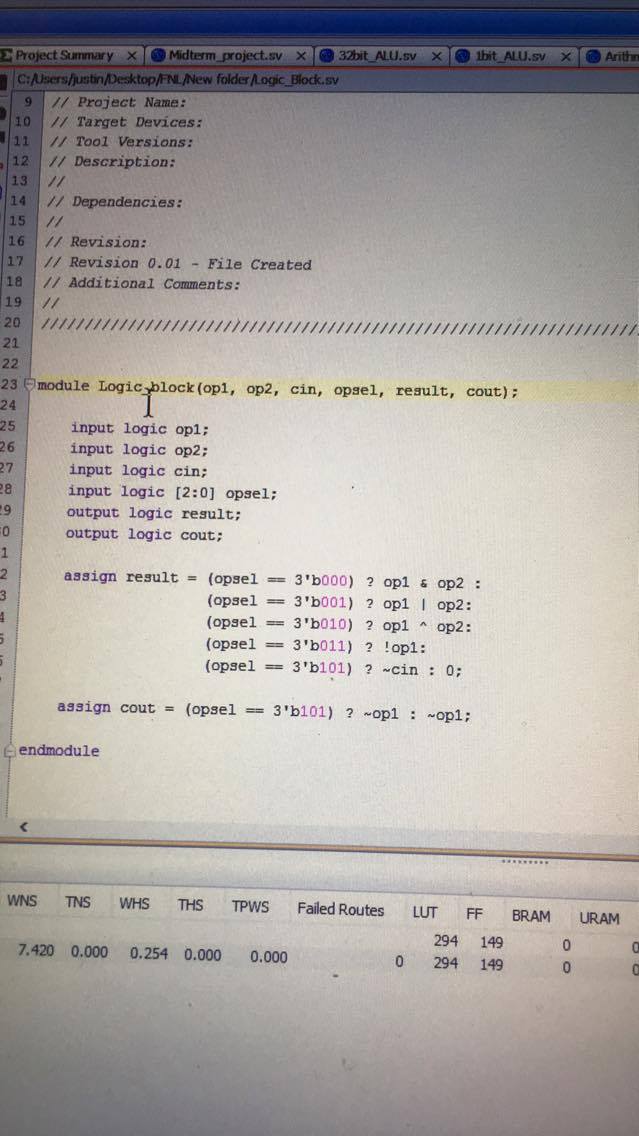 Σ Project Summary × Midterm_project.sv × 32bit_ALU.sv × 1bit_ALU.sv × Arithm
C:/Users/justin/Desktop/FNL/New folder/Logic_Block.sv
9 // Project Name:
10 // Target Devices:
11 // Tool Versions:
12 // Description:
13 //
14 // Dependencies:
15 //
16 // Revision:
17 // Revision 0.01 - File Created
18 // Additional Comments:
19 //
20 //////////////////////////////////////////////////////////////////////
21
22
23 module Logic_block(op1, op2, cin, opsel, result, cout);
24
25 input logic op1;
26 input logic op2;
27 input logic cin;
28 input logic [2:0] opsel;
29 output logic result;
0 output logic cout;
1
2 assign result = (opsel == 3'b000) ? op1 & op2 :
3 (opsel == 3'b001) ? op1 | op2:
4 (opsel == 3'b010) ? op1 ^ op2:
5 (opsel == 3'b011) ? !op1:
(opsel == 3'b101) ? ~cin : 0;
assign cout = (opsel == 3'b101) ? ~op1 : ~op1;
endmodule
WNS TNS WHS THS TPWS Failed Routes LUT FF BRAM URAM
294 149 0 0
7.420 0.000 0.254 0.000 0.000 0 294 149 0 0